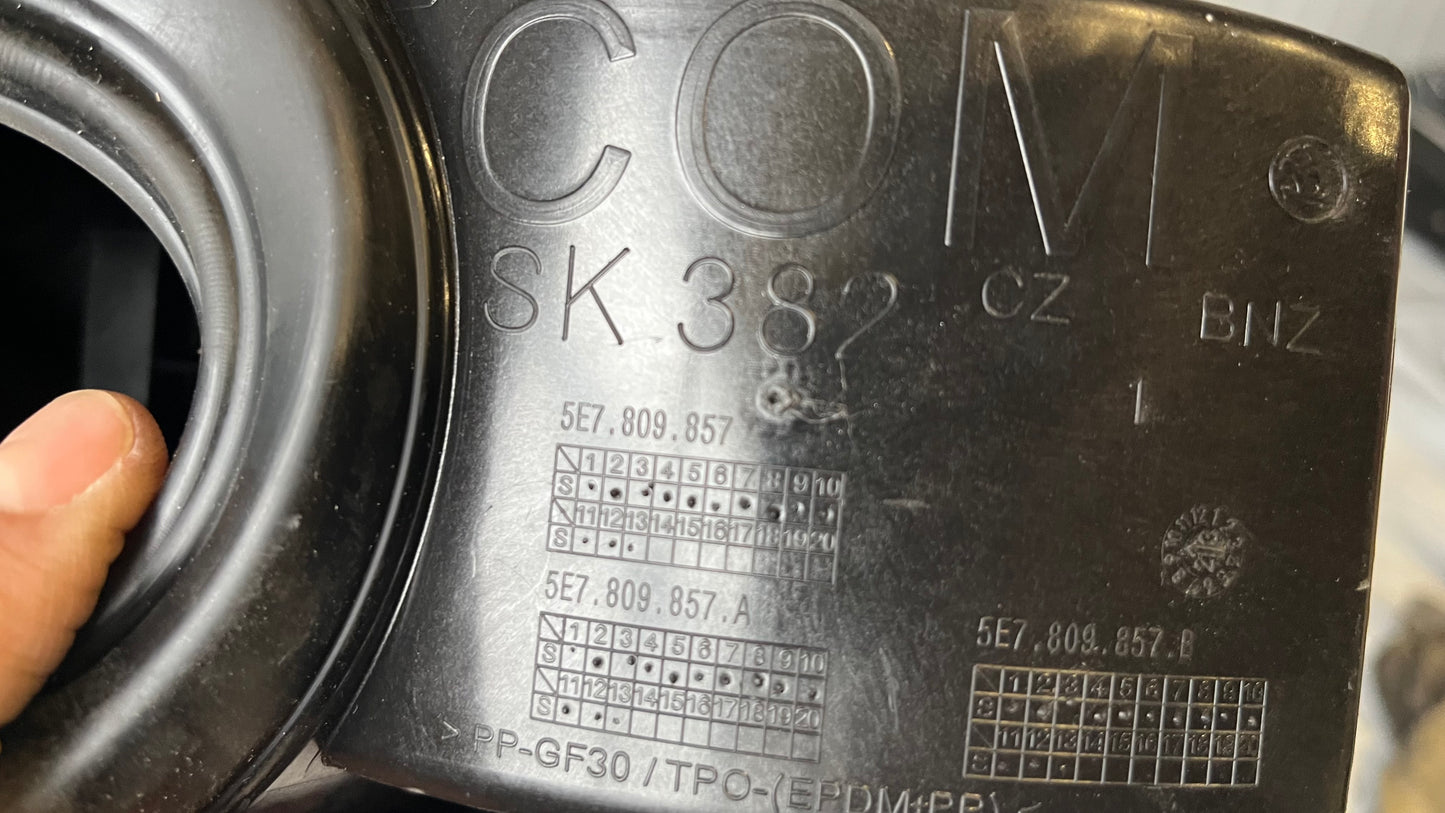 COM
SK 382 CZ BNZ
1
5E7.809.857
1 2 3 4 5 6 7 8 9 10
S
11 12 13 14 15 16 17 18 19 20
S
5E7.809.857.A
1 2 3 4 5 6 7 8 9 10
S
11 12 13 14 15 16 17 18 19 20
S
5E7.809.857.B
1 2 3 4 5 6 7 8 9 10
S
11 12 13 14 15 16 17 18 19 20
S
> PP-GF30 / TPO-(EPDM+PP) <